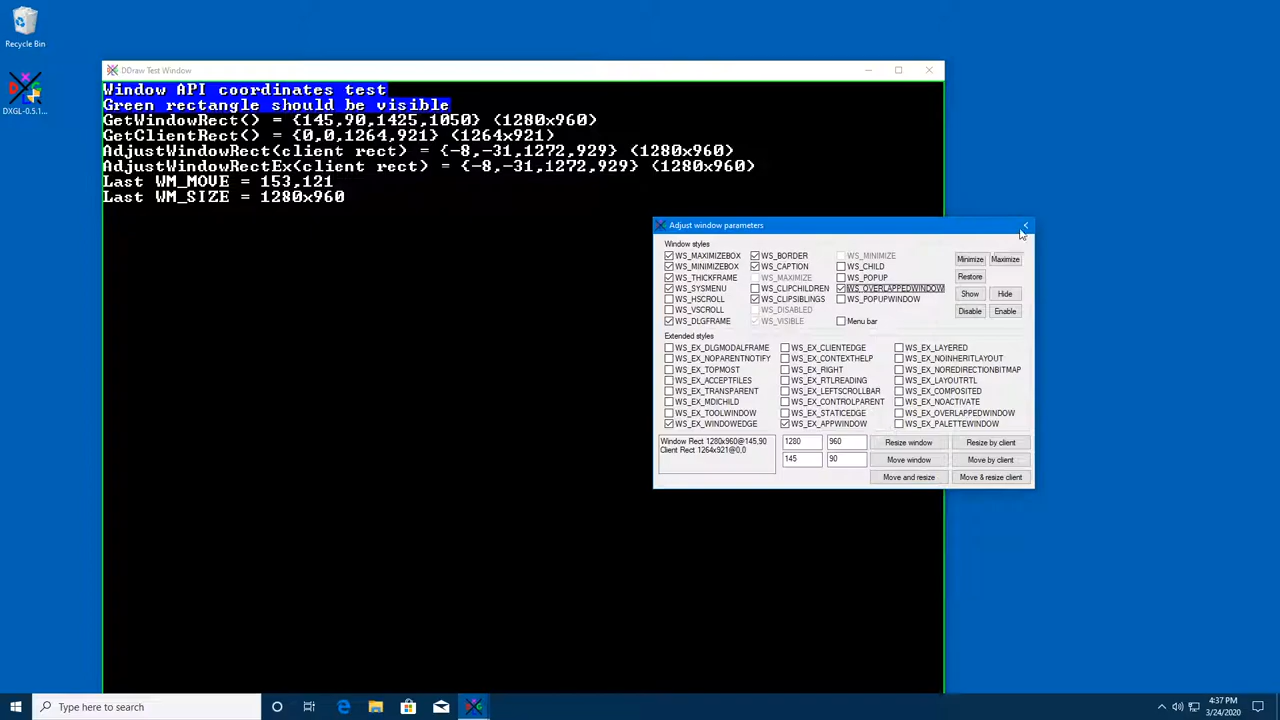 Recycle Bin
DXGL-0.5.1...
DDraw Test Window
Window API coordinates test
Green rectangle should be visible
GetWindowRect() = {145,90,1425,1050} (1280x960)
GetClientRect() = {0,0,1264,921} (1264x921)
AdjustWindowRect(client rect) = {-8,-31,1272,929} (1280x960)
AdjustWindowRectEx(client rect) = {-8,-31,1272,929} (1280x960)
Last WM_MOVE = 153,121
Last WM_SIZE = 1280x960
Adjust window parameters
Window styles
WS_MAXIMIZEBOX WS_BORDER WS_MINIMIZE Minimize Maximize
WS_MINIMIZEBOX WS_CAPTION WS_CHILD
WS_THICKFRAME WS_MAXIMIZE WS_POPUP Restore
WS_SYSMENU WS_CLIPCHILDREN WS_OVERLAPPEDWINDOW Show Hide
WS_HSCROLL WS_CLIPSIBLINGS WS_POPUPWINDOW
WS_VSCROLL WS_DISABLED Disable Enable
WS_DLGFRAME WS_VISIBLE Menu bar
Extended styles
WS_EX_DLGMODALFRAME WS_EX_CLIENTEDGE WS_EX_LAYERED
WS_EX_NOPARENTNOTIFY WS_EX_CONTEXTHELP WS_EX_NOINHERITLAYOUT
WS_EX_TOPMOST WS_EX_RIGHT WS_EX_NOREDIRECTIONBITMAP
WS_EX_ACCEPTFILES WS_EX_RTLREADING WS_EX_LAYOUTRTL
WS_EX_TRANSPARENT WS_EX_LEFTSCROLLBAR WS_EX_COMPOSITED
WS_EX_MDICHILD WS_EX_CONTROLPARENT WS_EX_NOACTIVATE
WS_EX_TOOLWINDOW WS_EX_STATICEDGE WS_EX_OVERLAPPEDWINDOW
WS_EX_WINDOWEDGE WS_EX_APPWINDOW WS_EX_PALETTEWINDOW
Window Rect 1280x960@145,90 1280 960 Resize window Resize by client
Client Rect 1264x921@0,0
145 90 Move window Move by client
Move and resize Move & resize client
Type here to search
4:37 PM
3/24/2020